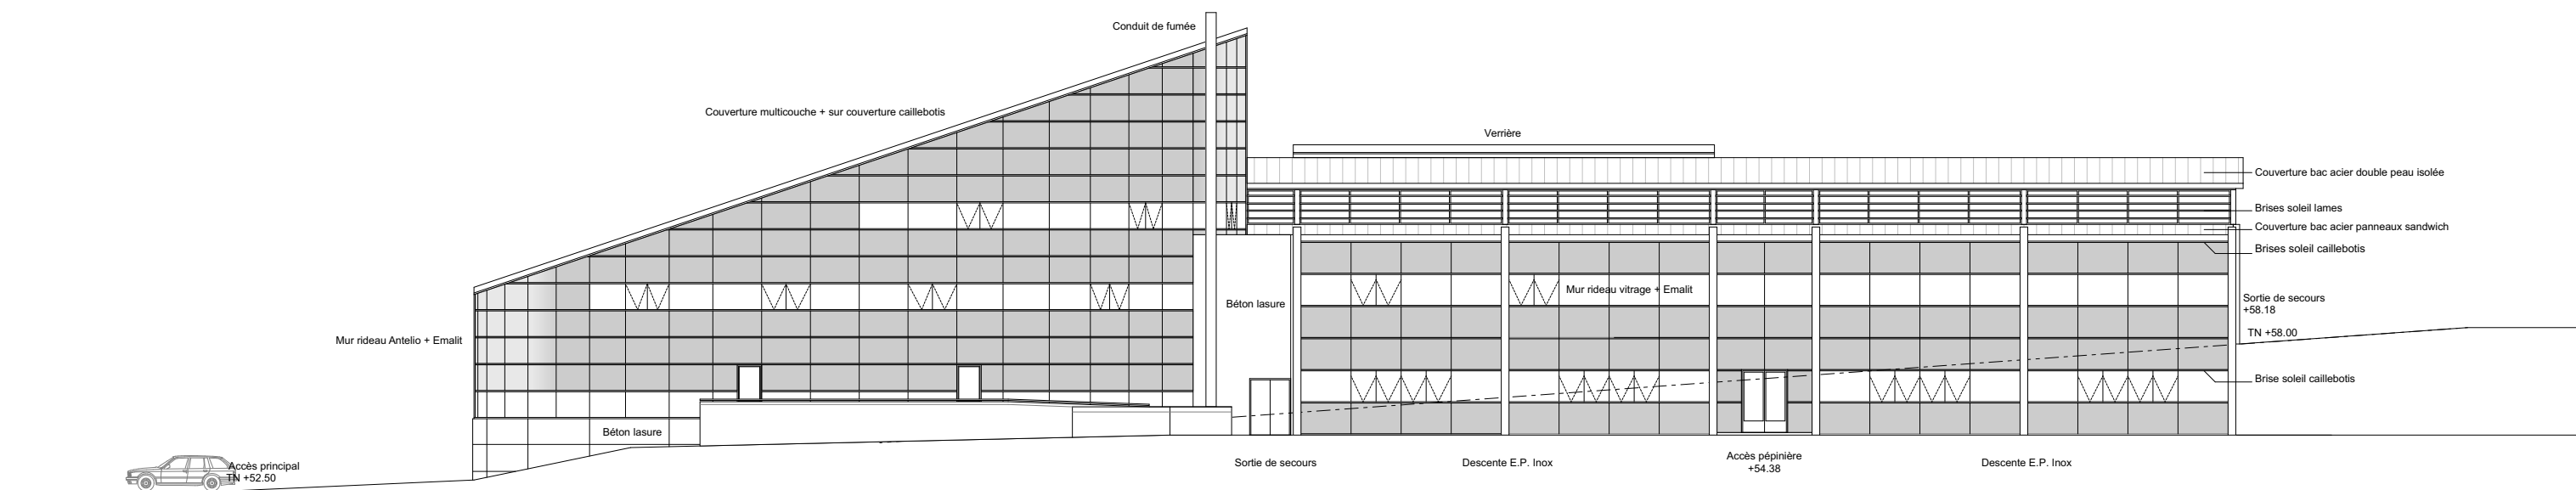 Conduit de fumée
Couverture multicouche + sur couverture caillebotis
Verrière
Couverture bac acier double peau isolée
Brises soleil lames
Couverture bac acier panneaux sandwich
Brises soleil caillebotis
Mur rideau vitrage + Emalit
Béton lasure
Sortie de secours
+58.18
TN +58.00
Mur rideau Antelio + Emalit
Brise soleil caillebotis
Béton lasure
Accès principal
TN +52.50
Sortie de secours
Descente E.P. Inox
Accès pépinière
+54.38
Descente E.P. Inox